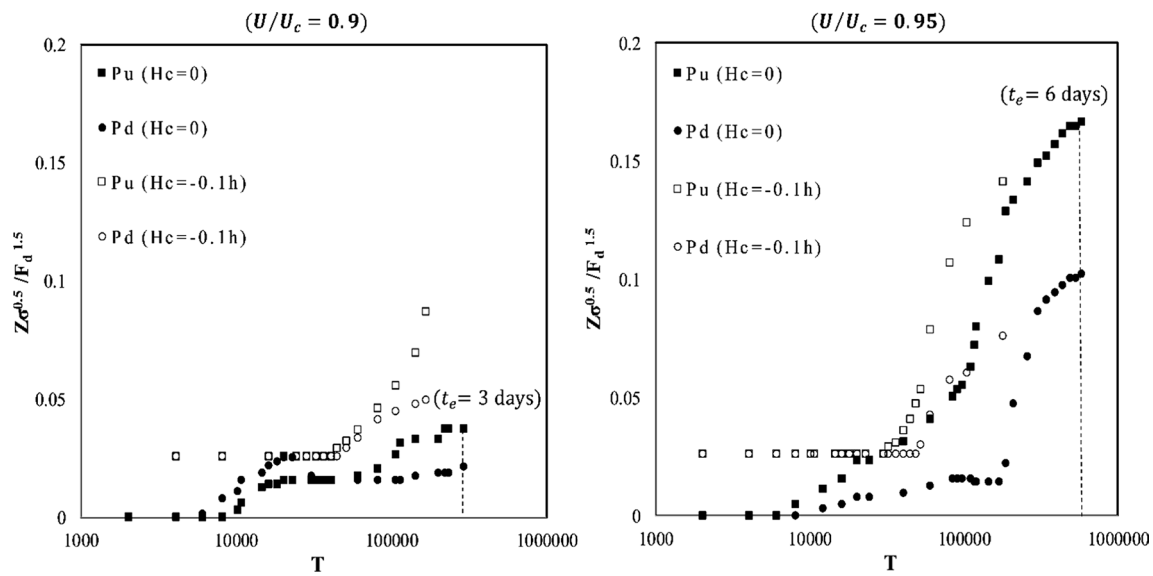 (U/Uc = 0.9)
0.2
0.15
0.1
0.05
0
Zσ^0.5/F_d^1.5
Pu (Hc=0)
Pd (Hc=0)
Pu (Hc=-0.1h)
Pd (Hc=-0.1h)
(t_e= 3 days)
1000
10000
100000
1000000
T
(U/Uc = 0.95)
0.2
0.15
0.1
0.05
0
Zσ^0.5/F_d^1.5
Pu (Hc=0)
Pd (Hc=0)
Pu (Hc=-0.1h)
Pd (Hc=-0.1h)
(t_e= 6 days)
1000
10000
100000
1000000
T